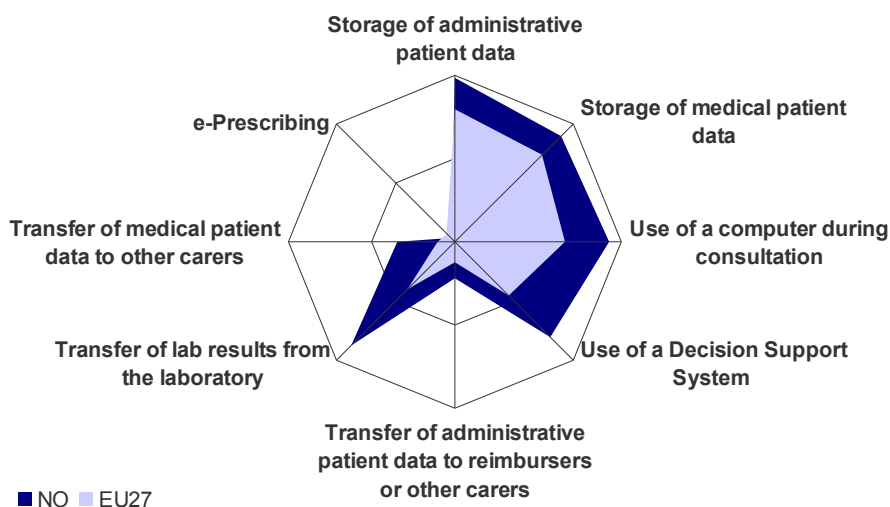 Storage of administrative
patient data
Storage of medical patient
data
e-Prescribing
Transfer of medical patient
data to other carers
Use of a computer during
consultation
Transfer of lab results from
the laboratory
Use of a Decision Support
System
Transfer of administrative
patient data to reimbursers
or other carers
NO EU27